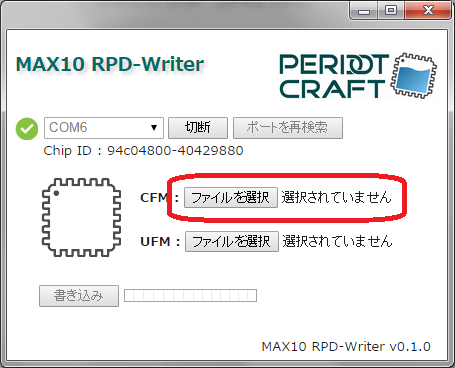 MAX10 RPD-Writer
PERIDOT
CRAFT
COM6 切断 ポートを再検索
Chip ID : 94c04800-40429880
CFM : ファイルを選択 選択されていません
UFM : ファイルを選択 選択されていません
書き込み
MAX10 RPD-Writer v0.1.0